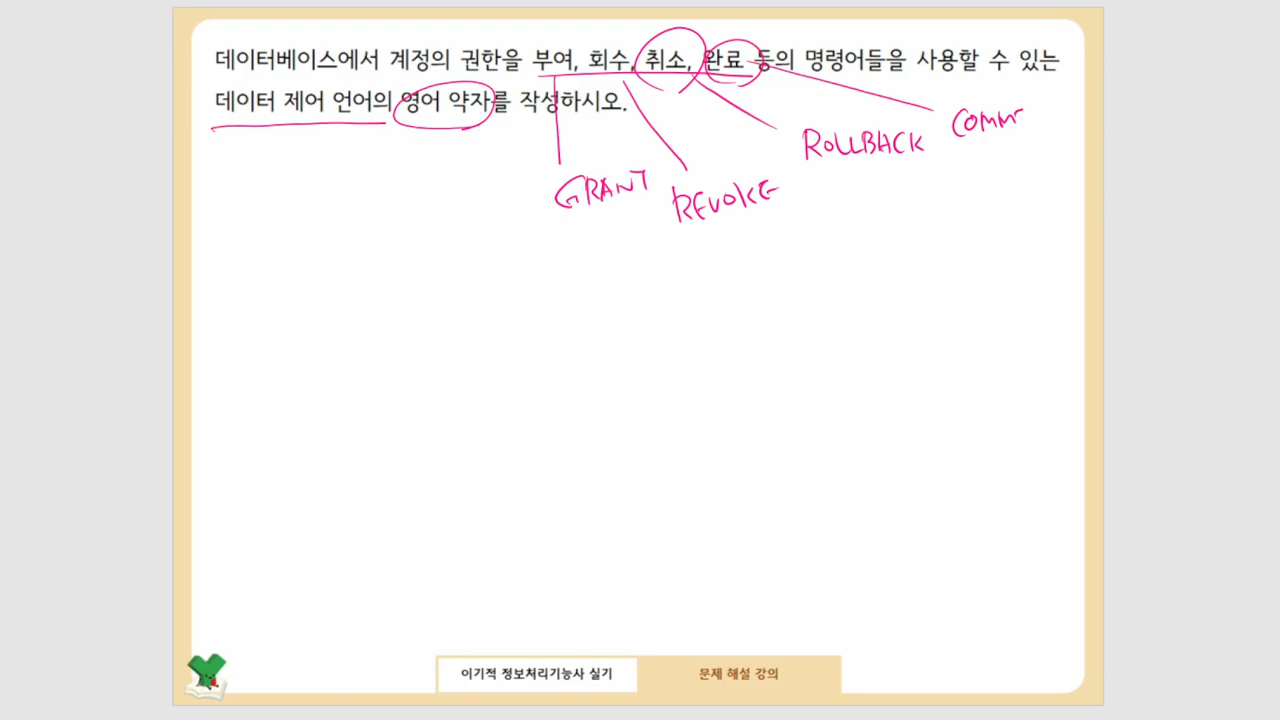 데이터베이스에서 계정의 권한을 부여, 회수, 취소, 완료 등의 명령어들을 사용할 수 있는
데이터 제어 언어의 영어 약자를 작성하시오.
COMM
ROLLBACK
GRANT
REVOKE
이기적 정보처리기능사 실기
문제 해설 강의